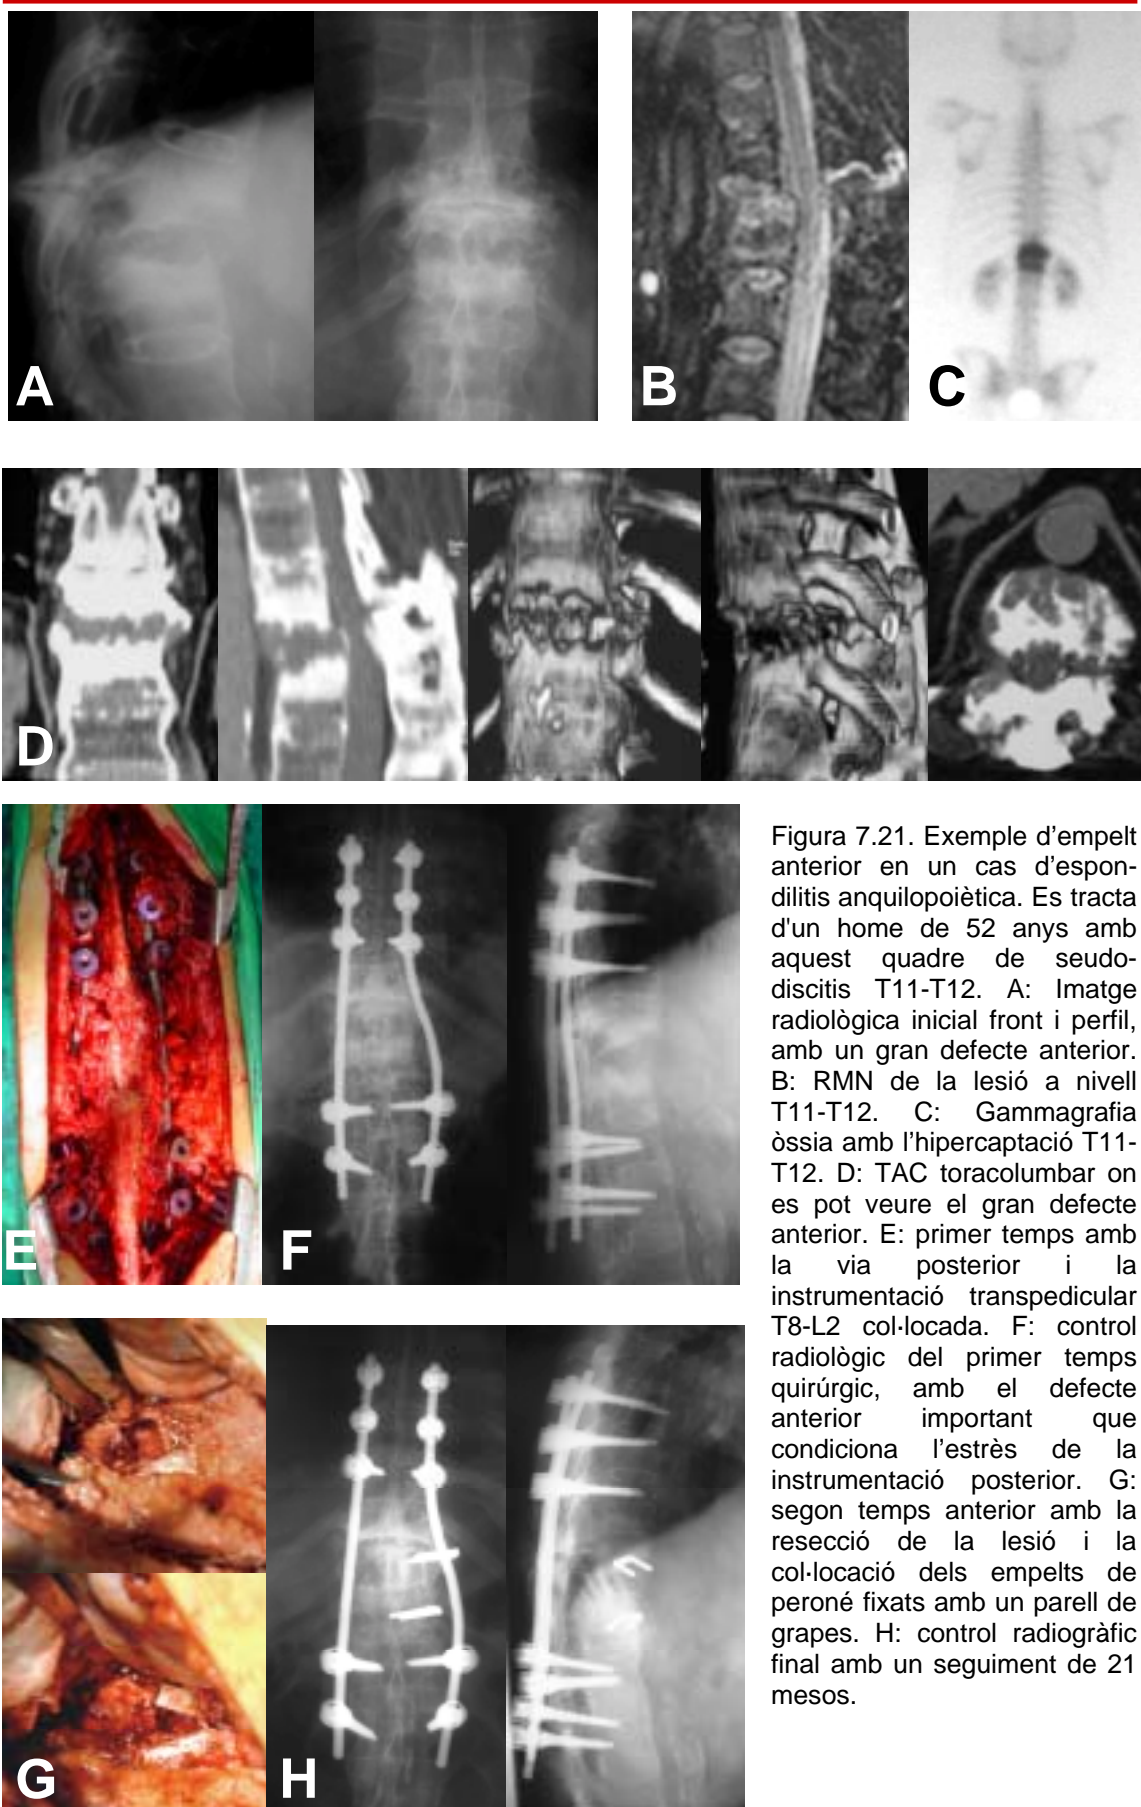 A
B
C
D
E
F
G
H
Figura 7.21. Exemple d’empelt
anterior en un cas d’espon-
dilitis anquilopoiètica. Es tracta
d'un home de 52 anys amb
aquest quadre de seudo-
discitis T11-T12. A: Imatge
radiològica inicial front i perfil,
amb un gran defecte anterior.
B: RMN de la lesió a nivell
T11-T12. C: Gammagrafia
òssia amb l’hipercaptació T11-
T12. D: TAC toracolumbar on
es pot veure el gran defecte
anterior. E: primer temps amb
la via posterior i la
instrumentació transpedicular
T8-L2 col·locada. F: control
radiològic del primer temps
quirúrgic, amb el defecte
anterior important que
condiciona l’estrès de la
instrumentació posterior. G:
segon temps anterior amb la
resecció de la lesió i la
col·locació dels empelts de
peroné fixats amb un parell de
grapes. H: control radiogràfic
final amb un seguiment de 21
mesos.